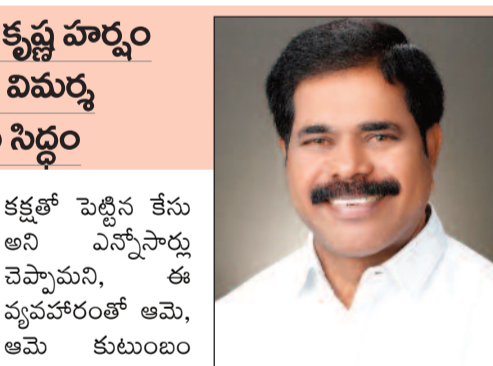 కృష్ణ హర్షం
విమర్శ
సిద్ధం
కక్షతో పెట్టిన కేసు
అని ఎన్నోసార్లు
చెప్పామని, ఈ
వ్యవహారంతో ఆమె,
ఆమె కుటుంబం